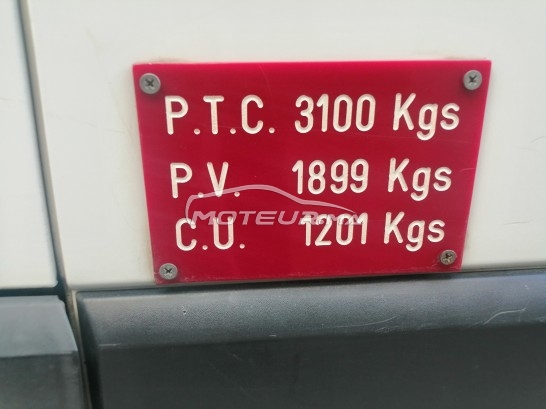 P.T.C. 3100 Kgs
P.V. 1899 Kgs
MOTEUR.MA
C.U. 1201 Kgs